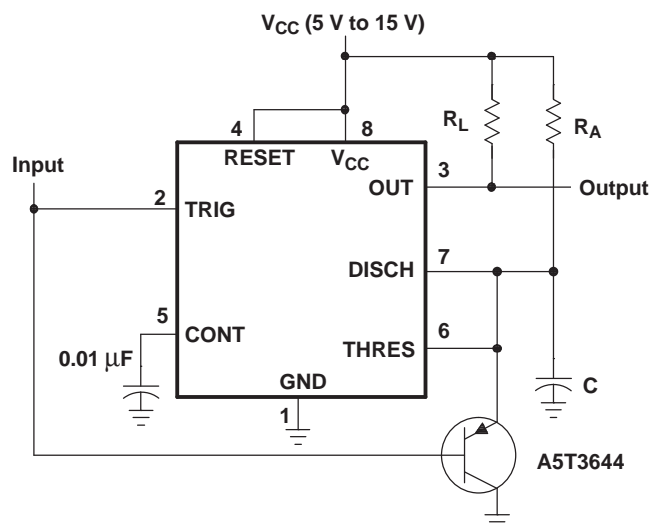 VCC (5 V to 15 V)
4
8
RL
RA
RESET
VCC
Input
3
2
OUT
Output
TRIG
7
DISCH
5
6
CONT
THRES
0.01 μF
GND
C
1
A5T3644